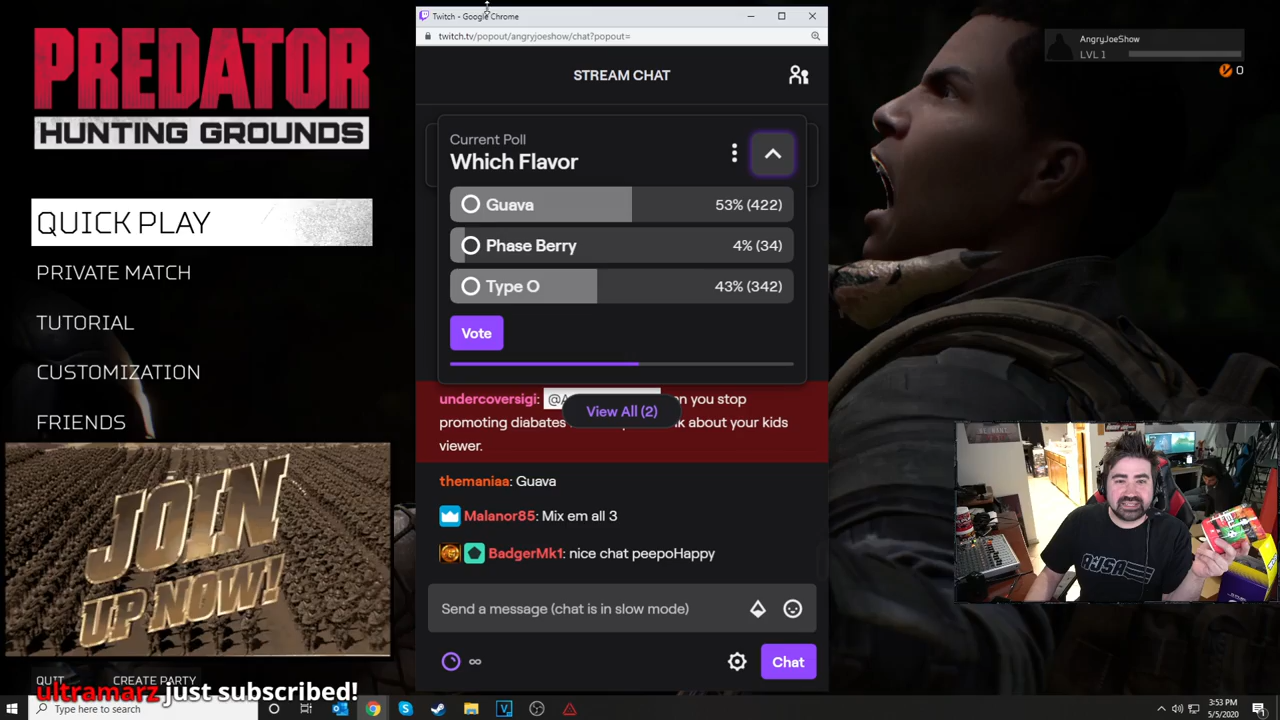 Twitch - Google Chrome
twitch.tv/popout/angryjoeshow/chat?popout=
PREDATOR
HUNTING GROUNDS
QUICK PLAY
PRIVATE MATCH
TUTORIAL
CUSTOMIZATION
FRIENDS
JOIN
UP NOW!
QUIT
CREATE PARTY
ultramarz just subscribed!
STREAM CHAT
Current Poll
Which Flavor
Guava 53% (422)
Phase Berry 4% (34)
Type O 43% (342)
Vote
undercoversigi: en you stop
View All (2)
promoting diabates your kids
viewer.
themaniaa: Guava
Malanor85: Mix em all 3
BadgerMk1: nice chat peepoHappy
Send a message (chat is in slow mode)
∞
Chat
AngryJoeShow
LVL 1
0
AJSA
Type here to search
3:53 PM
5/5/2020